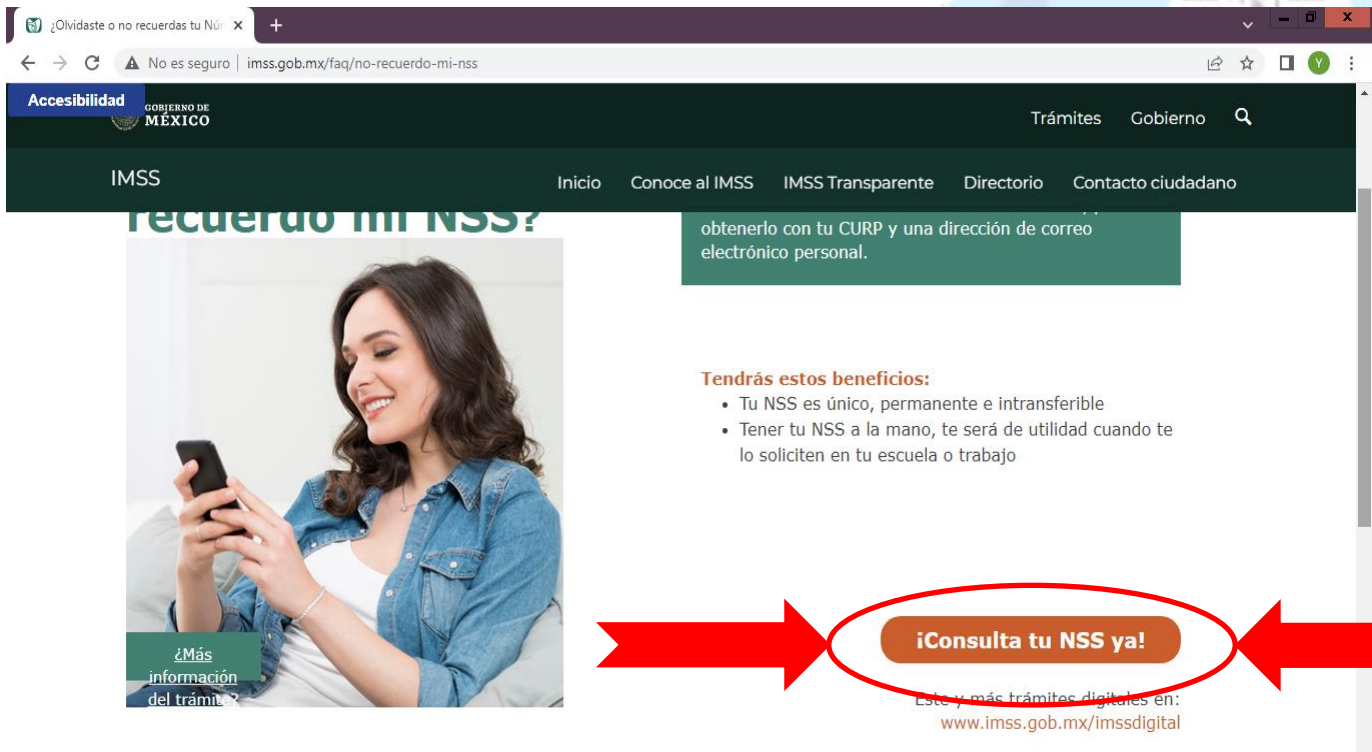 ¿Olvidaste o no recuerdas tu Núm
No es seguro | imss.gob.mx/faq/no-recuerdo-mi-nss
Y
Accesibilidad
GOBIERNO DE
MÉXICO
Trámites Gobierno
IMSS
Inicio Conoce al IMSS IMSS Transparente Directorio Contacto ciudadano
recuerdo mi NSS?
obtenerlo con tu CURP y una dirección de correo
electrónico personal.
Tendrás estos beneficios:
• Tu NSS es único, permanente e intransferible
• Tener tu NSS a la mano, te será de utilidad cuando te
lo soliciten en tu escuela o trabajo
¡Consulta tu NSS ya!
¿Más
información
del trámite?
Este y más trámites digitales en:
www.imss.gob.mx/imssdigital